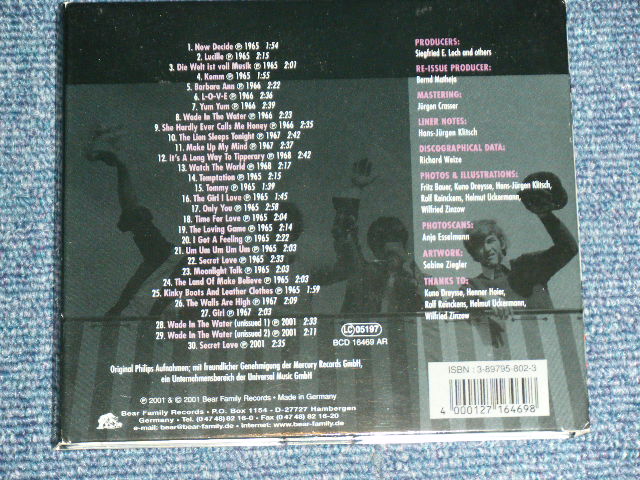 1. Now Decide ℗ 1965 1:54
2. Lucille ℗ 1965 2:15
3. Die Welt ist voll Musik ℗ 1965 2:01
4. Komm ℗ 1965 1:55
5. Barbara Ann ℗ 1966 2:22
6. L-O-V-E ℗ 1966 2:36
7. Yum Yum ℗ 1966 2:39
8. Wade In The Water ℗ 1966 2:23
9. She Hardly Ever Calls Me Honey ℗ 1966 2:35
10. The Lion Sleeps Tonight ℗ 1967 2:42
11. Make Up My Mind ℗ 1967 2:37
12. It's A Long Way To Tipperary ℗ 1968 2:42
13. Watch The World ℗ 1968 2:17
14. Temptation ℗ 1965 2:15
15. Tommy ℗ 1965 1:39
16. The Girl I Love ℗ 1965 1:45
17. Only You ℗ 1965 2:58
18. Time For Love ℗ 1965 2:04
19. The Loving Game ℗ 1965 2:14
20. I Got A Feeling ℗ 1965 2:22
21. Um Um Um Um Um ℗ 1965 2:03
22. Secret Love ℗ 1965 2:33
23. Moonlight Talk ℗ 1965 2:03
24. The Land Of Make Believe ℗ 1965 2:03
25. Kinky Boots And Leather Clothes ℗ 1965 1:59
26. The Walls Are High ℗ 1967 2:09
27. Girl ℗ 1967 2:03
28. Wade In The Water (unissued 1) ℗ 2001 2:33
29. Wade In The Water (unissued 2) ℗ 2001 2:11
30. Secret Love ℗ 2001 2:35
Original Philips Aufnahmen; mit freundlicher Genehmigung der Mercury Records GmbH,
ein Unternehmensbereich der Universal Music GmbH
℗ 2001 & © 2001 Bear Family Records • Made in Germany
Bear Family Records • P.O. Box 1154 - D-27727 Hambergen
Germany • Tel.(0 47 48) 82 16-0 • Fax (0 47 48) 82 16-20
e-mail: bear@bear-family.de • Internet: www.bear-family.de
PRODUCERS:
Siegfried E. Loch and others
RE-ISSUE PRODUCER:
Bernd Matheja
MASTERING:
Jürgen Crasser
LINER NOTES:
Hans-Jürgen Klitsch
DISCOGRAPHICAL DATA:
Richard Weize
PHOTOS & ILLUSTRATIONS:
Fritz Bauer, Kuno Dreysse, Hans-Jürgen Klitsch,
Rolf Reinckens, Helmut Uckermann,
Wilfried Zinzow
PHOTOSCANS:
Anja Esselmann
ARTWORK:
Sabine Ziegler
THANKS TO:
Kuno Dreysse, Henner Hoier,
Rolf Reinckens, Helmut Uckermann,
Wilfried Zinzow
LC 05197
BCD 16469 AR
ISBN : 3-89795-802-3
4 000127 164698